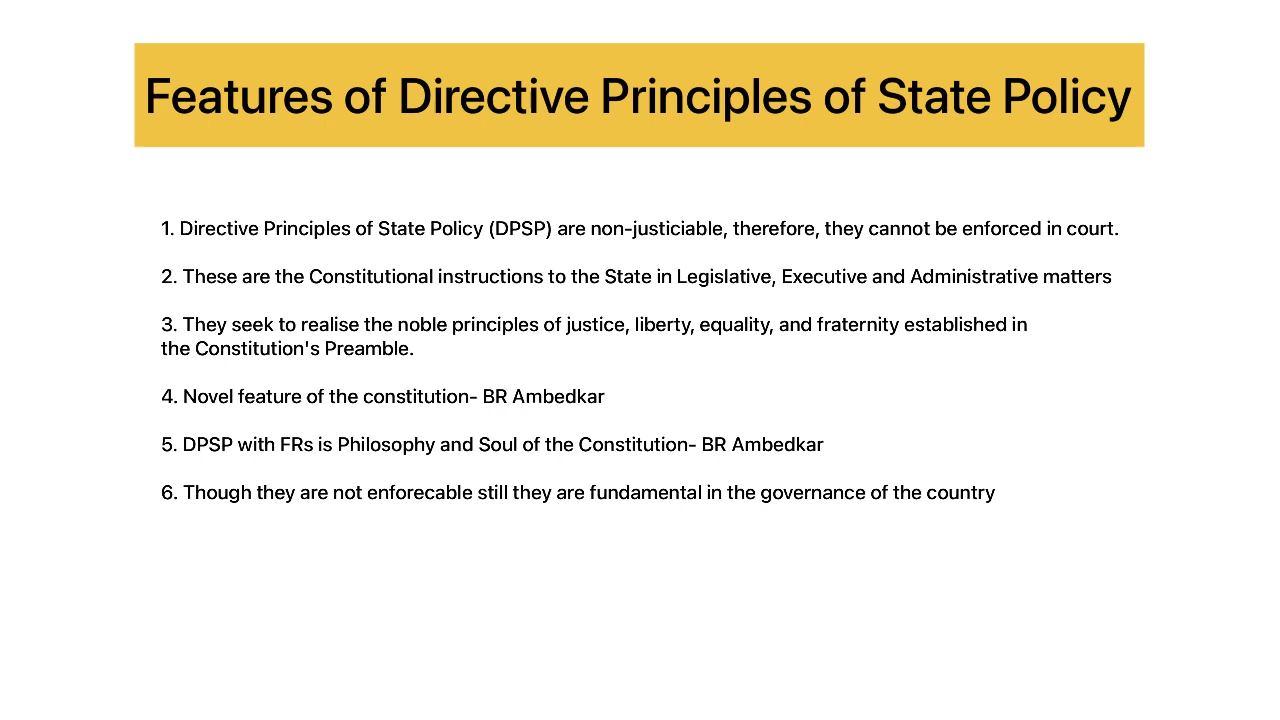 Features of Directive Principles of State Policy
1. Directive Principles of State Policy (DPSP) are non-justiciable, therefore, they cannot be enforced in court.
2. These are the Constitutional instructions to the State in Legislative, Executive and Administrative matters
3. They seek to realise the noble principles of justice, liberty, equality, and fraternity established in
the Constitution's Preamble.
4. Novel feature of the constitution- BR Ambedkar
5. DPSP with FRs is Philosophy and Soul of the Constitution- BR Ambedkar
6. Though they are not enforecable still they are fundamental in the governance of the country